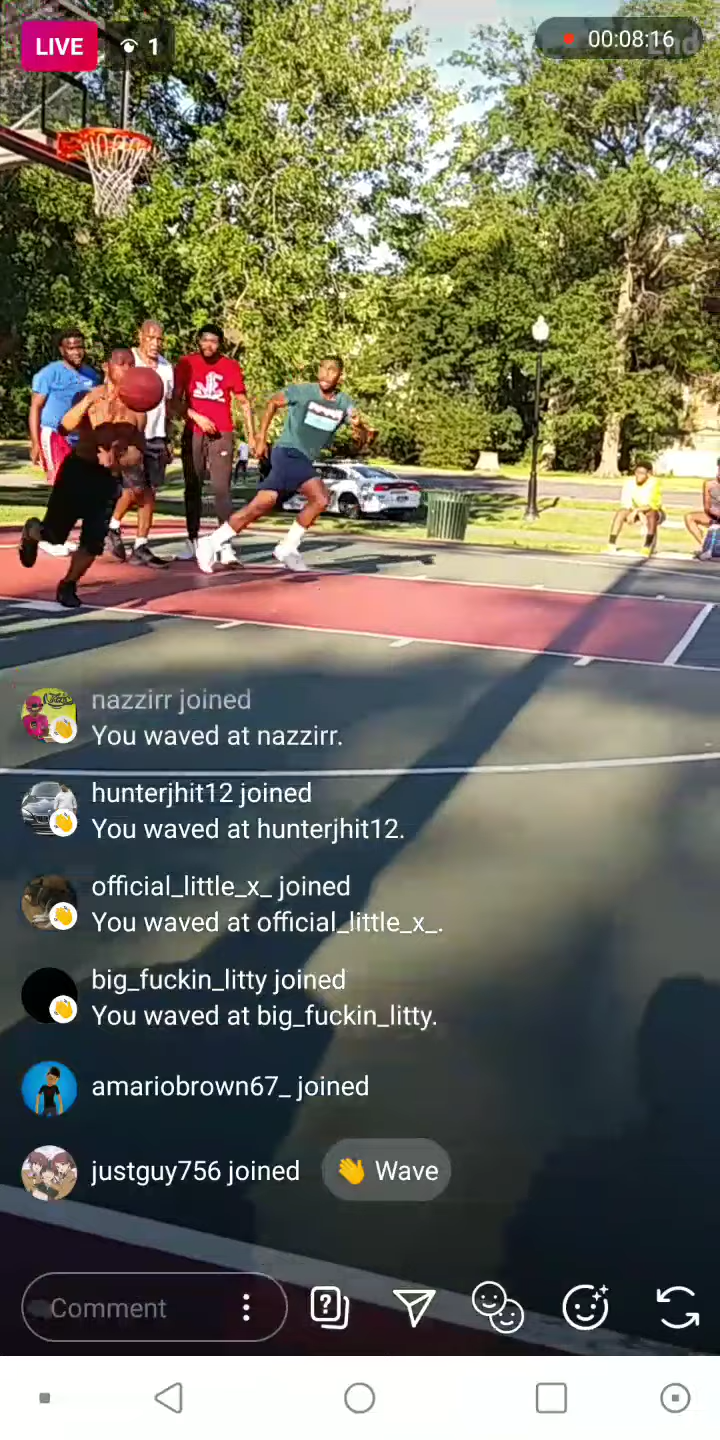 LIVE 1 00:08:16
nazzirr joined
You waved at nazzirr.
hunterjhit12 joined
You waved at hunterjhit12.
official_little_x_ joined
You waved at official_little_x_.
big_fuckin_litty joined
You waved at big_fuckin_litty.
amariobrown67_ joined
justguy756 joined 👋 Wave
Comment